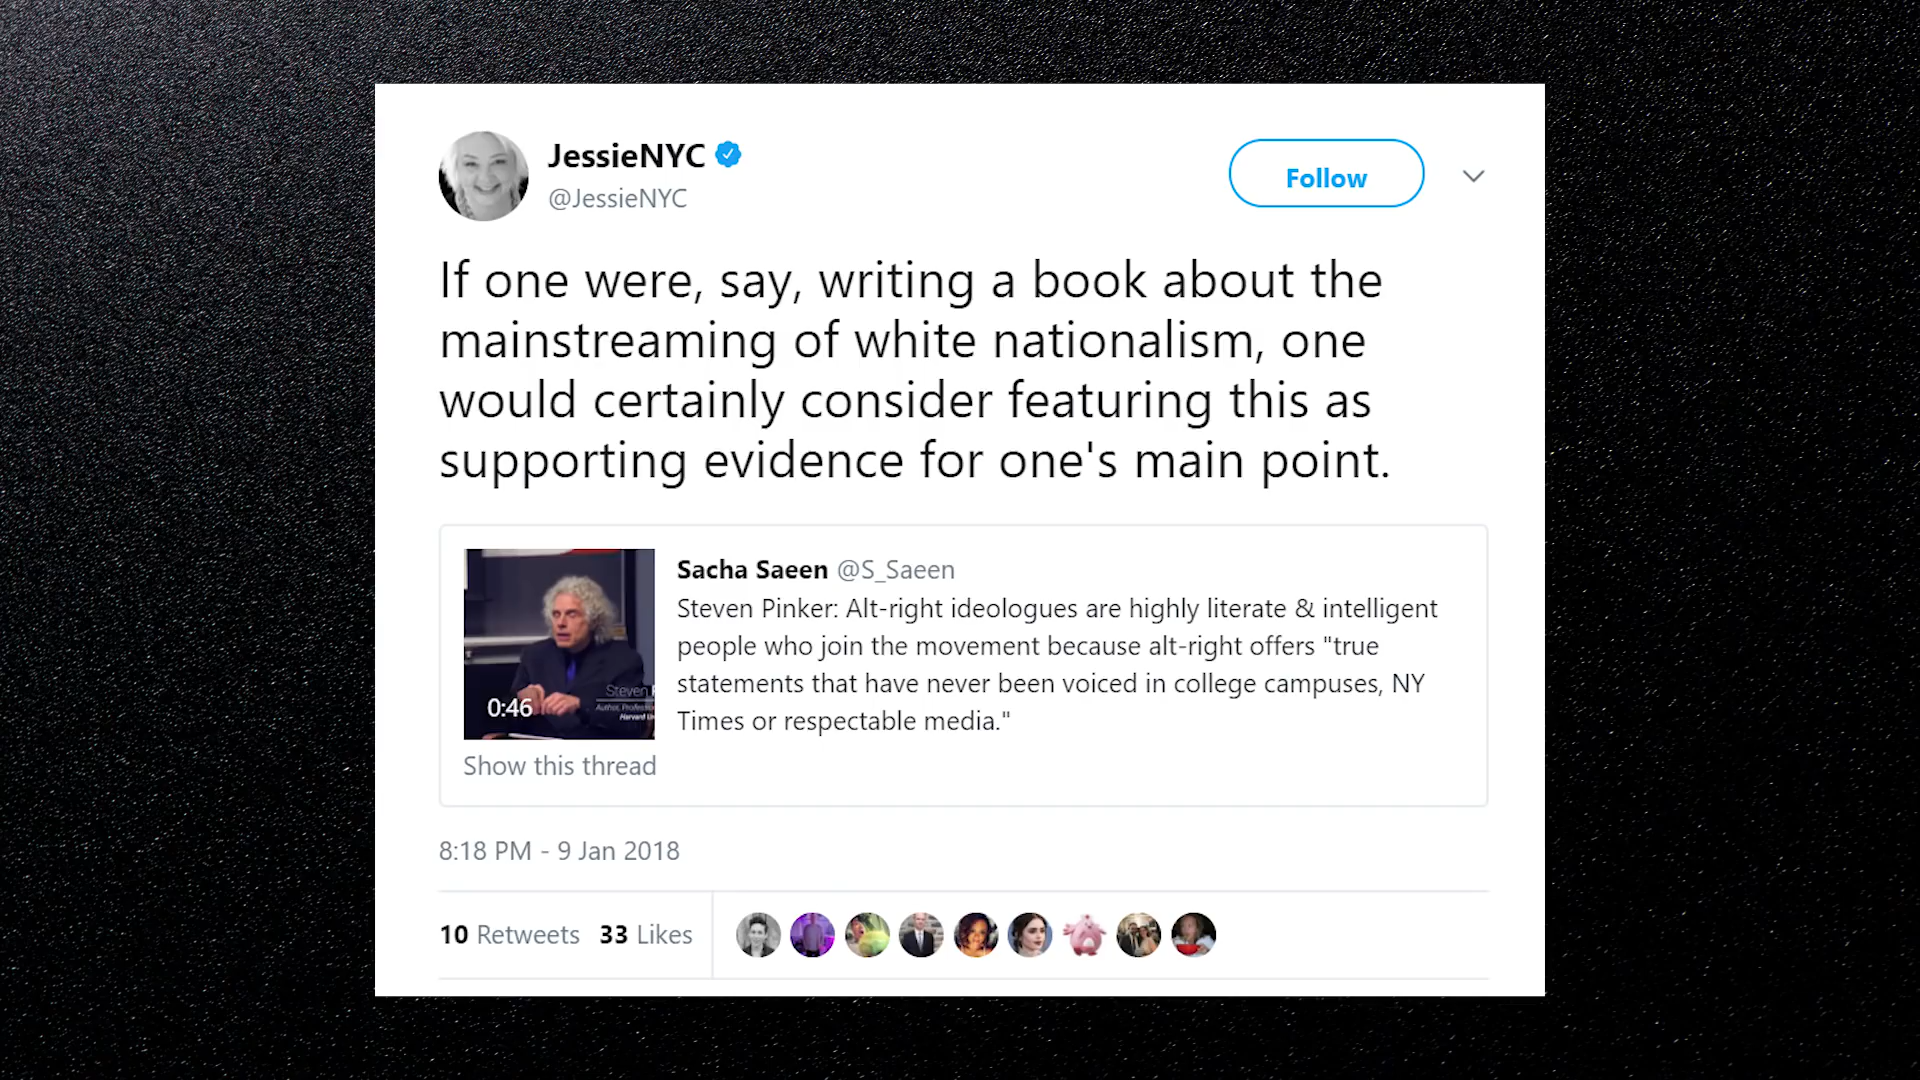 JessieNYC
@JessieNYC
Follow
If one were, say, writing a book about the
mainstreaming of white nationalism, one
would certainly consider featuring this as
supporting evidence for one's main point.
Sacha Saeen @S_Saeen
Steven Pinker: Alt-right ideologues are highly literate & intelligent
people who join the movement because alt-right offers "true
statements that have never been voiced in college campuses, NY
Times or respectable media."
Steven
Author,
Harvard
0:46
Show this thread
8:18 PM - 9 Jan 2018
10 Retweets 33 Likes